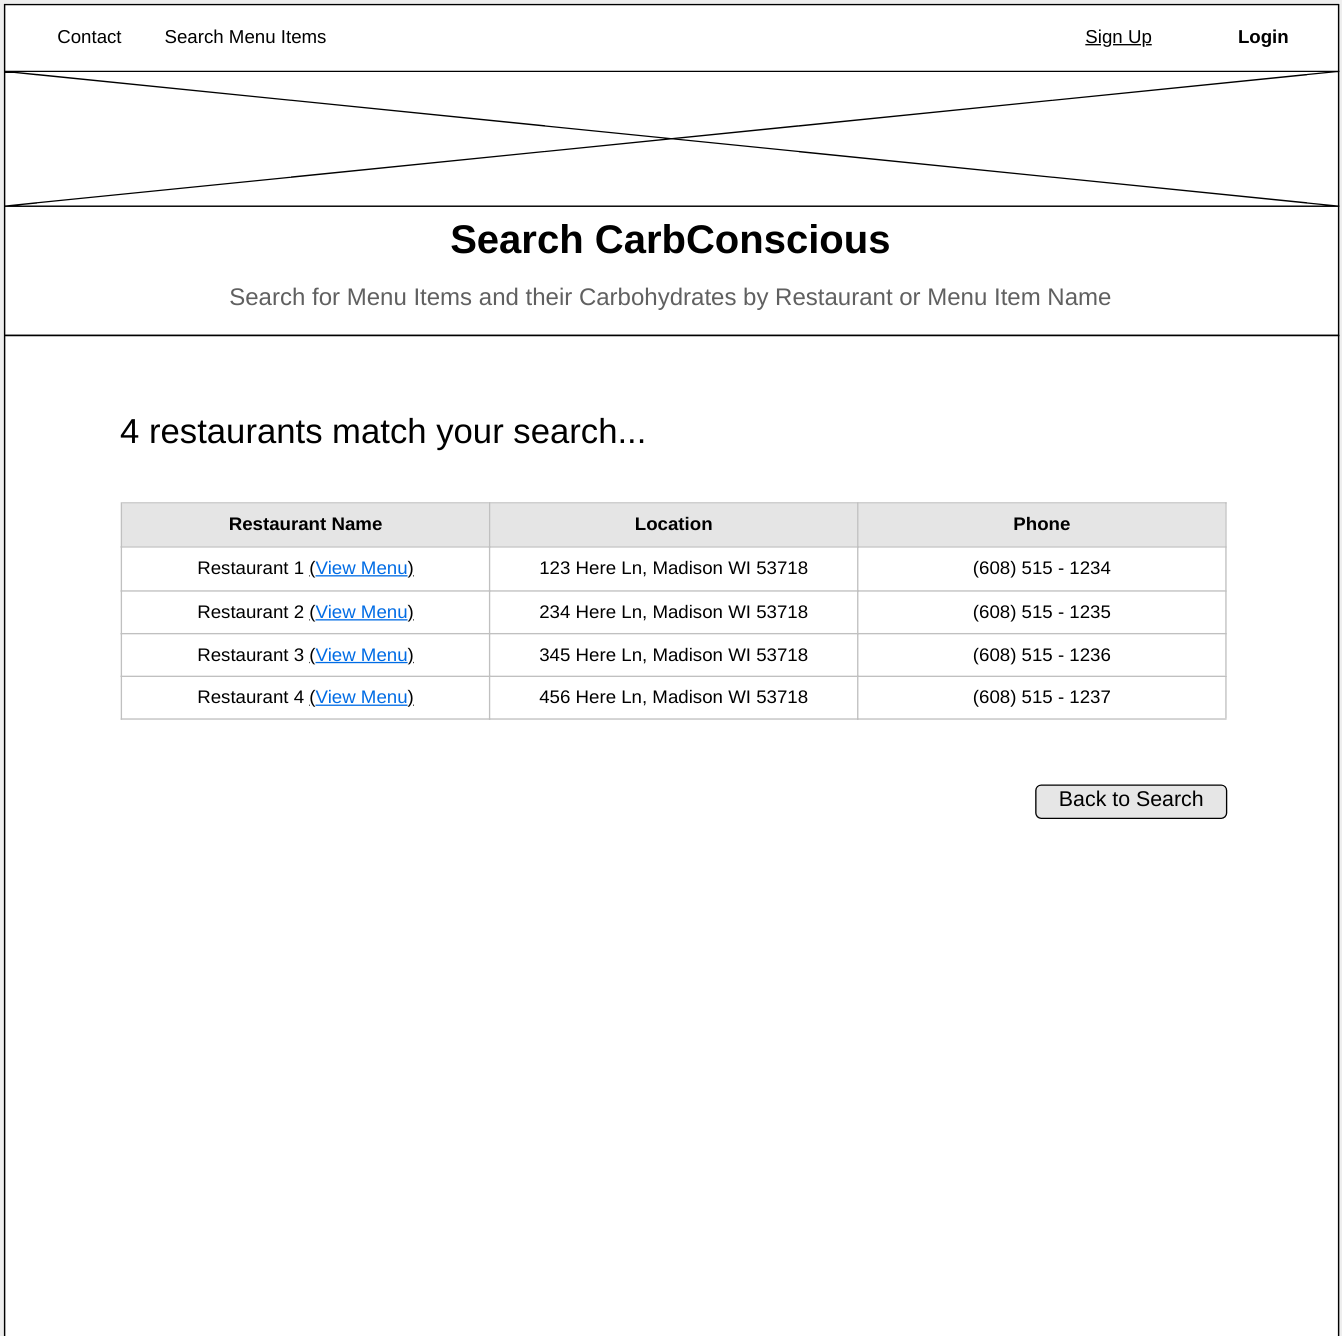 Contact Search Menu Items Sign Up Login
Search CarbConscious
Search for Menu Items and their Carbohydrates by Restaurant or Menu Item Name
4 restaurants match your search...
Restaurant Name Location Phone
Restaurant 1 (View Menu) 123 Here Ln, Madison WI 53718 (608) 515 - 1234
Restaurant 2 (View Menu) 234 Here Ln, Madison WI 53718 (608) 515 - 1235
Restaurant 3 (View Menu) 345 Here Ln, Madison WI 53718 (608) 515 - 1236
Restaurant 4 (View Menu) 456 Here Ln, Madison WI 53718 (608) 515 - 1237
Back to Search